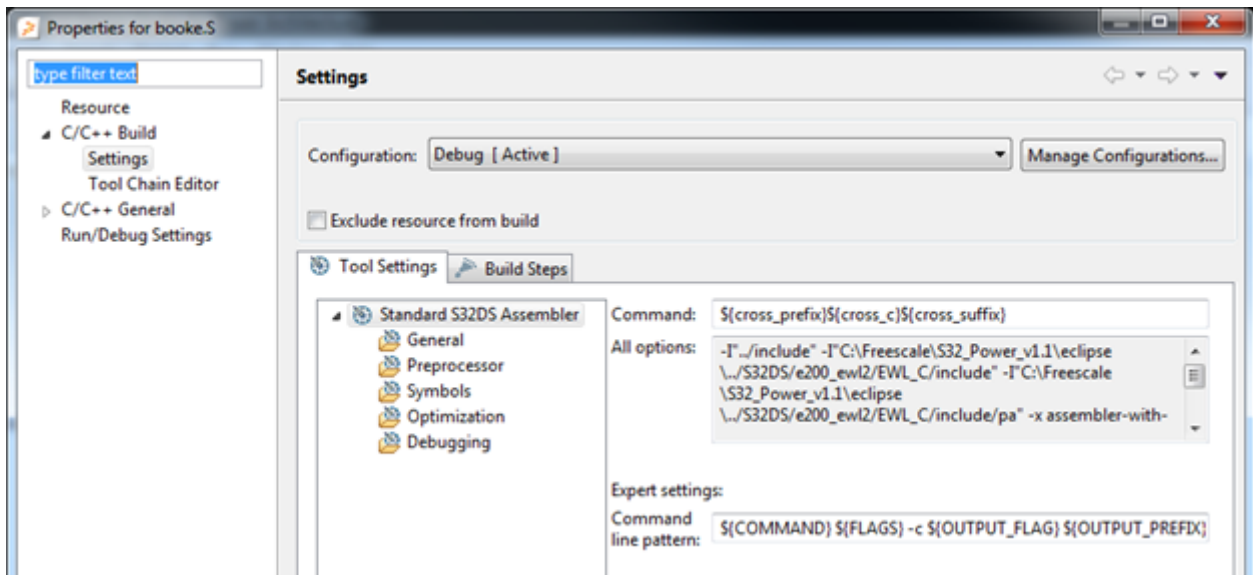 Properties for booke.S
type filter text
Resource
C/C++ Build
Settings
Tool Chain Editor
C/C++ General
Run/Debug Settings
Settings
Configuration: Debug [ Active ] Manage Configurations...
Exclude resource from build
Tool Settings Build Steps
Standard S32DS Assembler
General
Preprocessor
Symbols
Optimization
Debugging
Command: ${cross_prefix}${cross_c}${cross_suffix}
All options: -I"../include" -I"C:\Freescale\S32_Power_v1.1\eclipse
\../S32DS/e200_ewl2/EWL_C/include" -I"C:\Freescale
\S32_Power_v1.1\eclipse
\../S32DS/e200_ewl2/EWL_C/include/pa" -x assembler-with-
Expert settings:
Command
line pattern: ${COMMAND} ${FLAGS} -c ${OUTPUT_FLAG} ${OUTPUT_PREFIX}